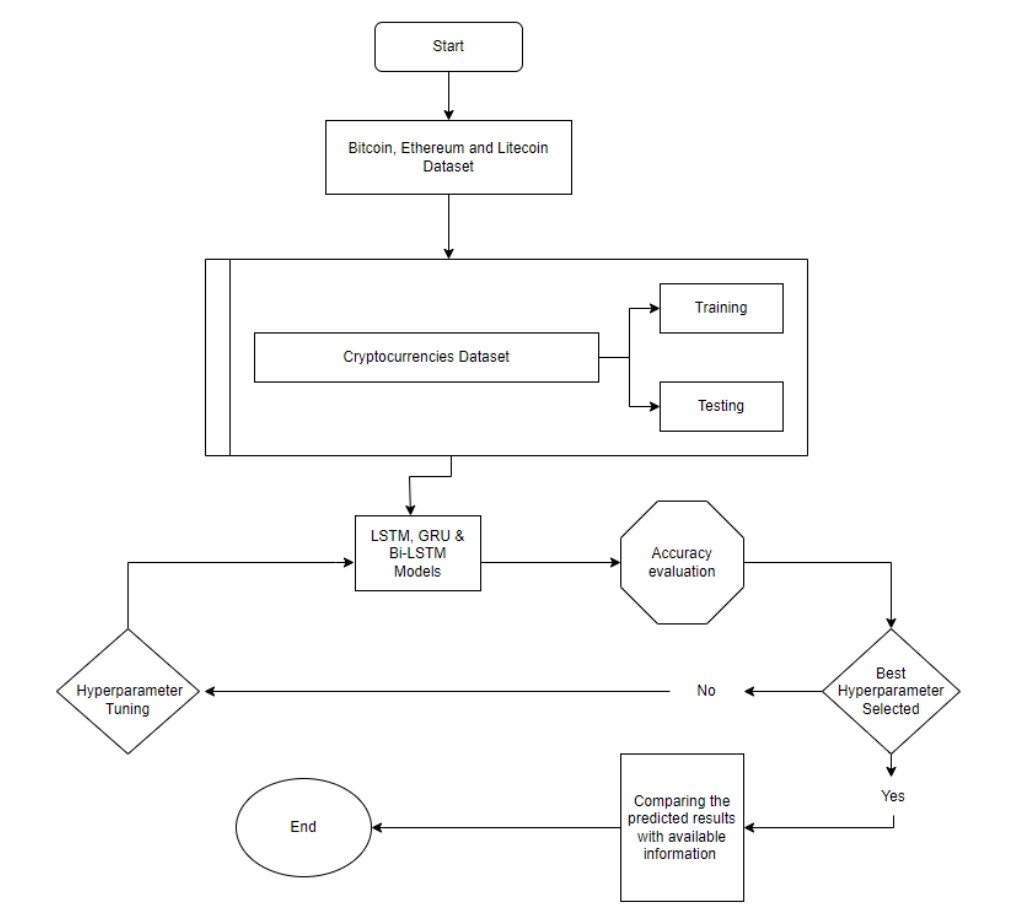 Start
Bitcoin, Ethereum and Litecoin
Dataset
Training
Cryptocurrencies Dataset
Testing
LSTM, GRU &
Bi-LSTM
Models
Accuracy
evaluation
Best
Hyperparameter
Selected
No
Hyperparameter
Tuning
Yes
Comparing the
predicted results
with available
information
End